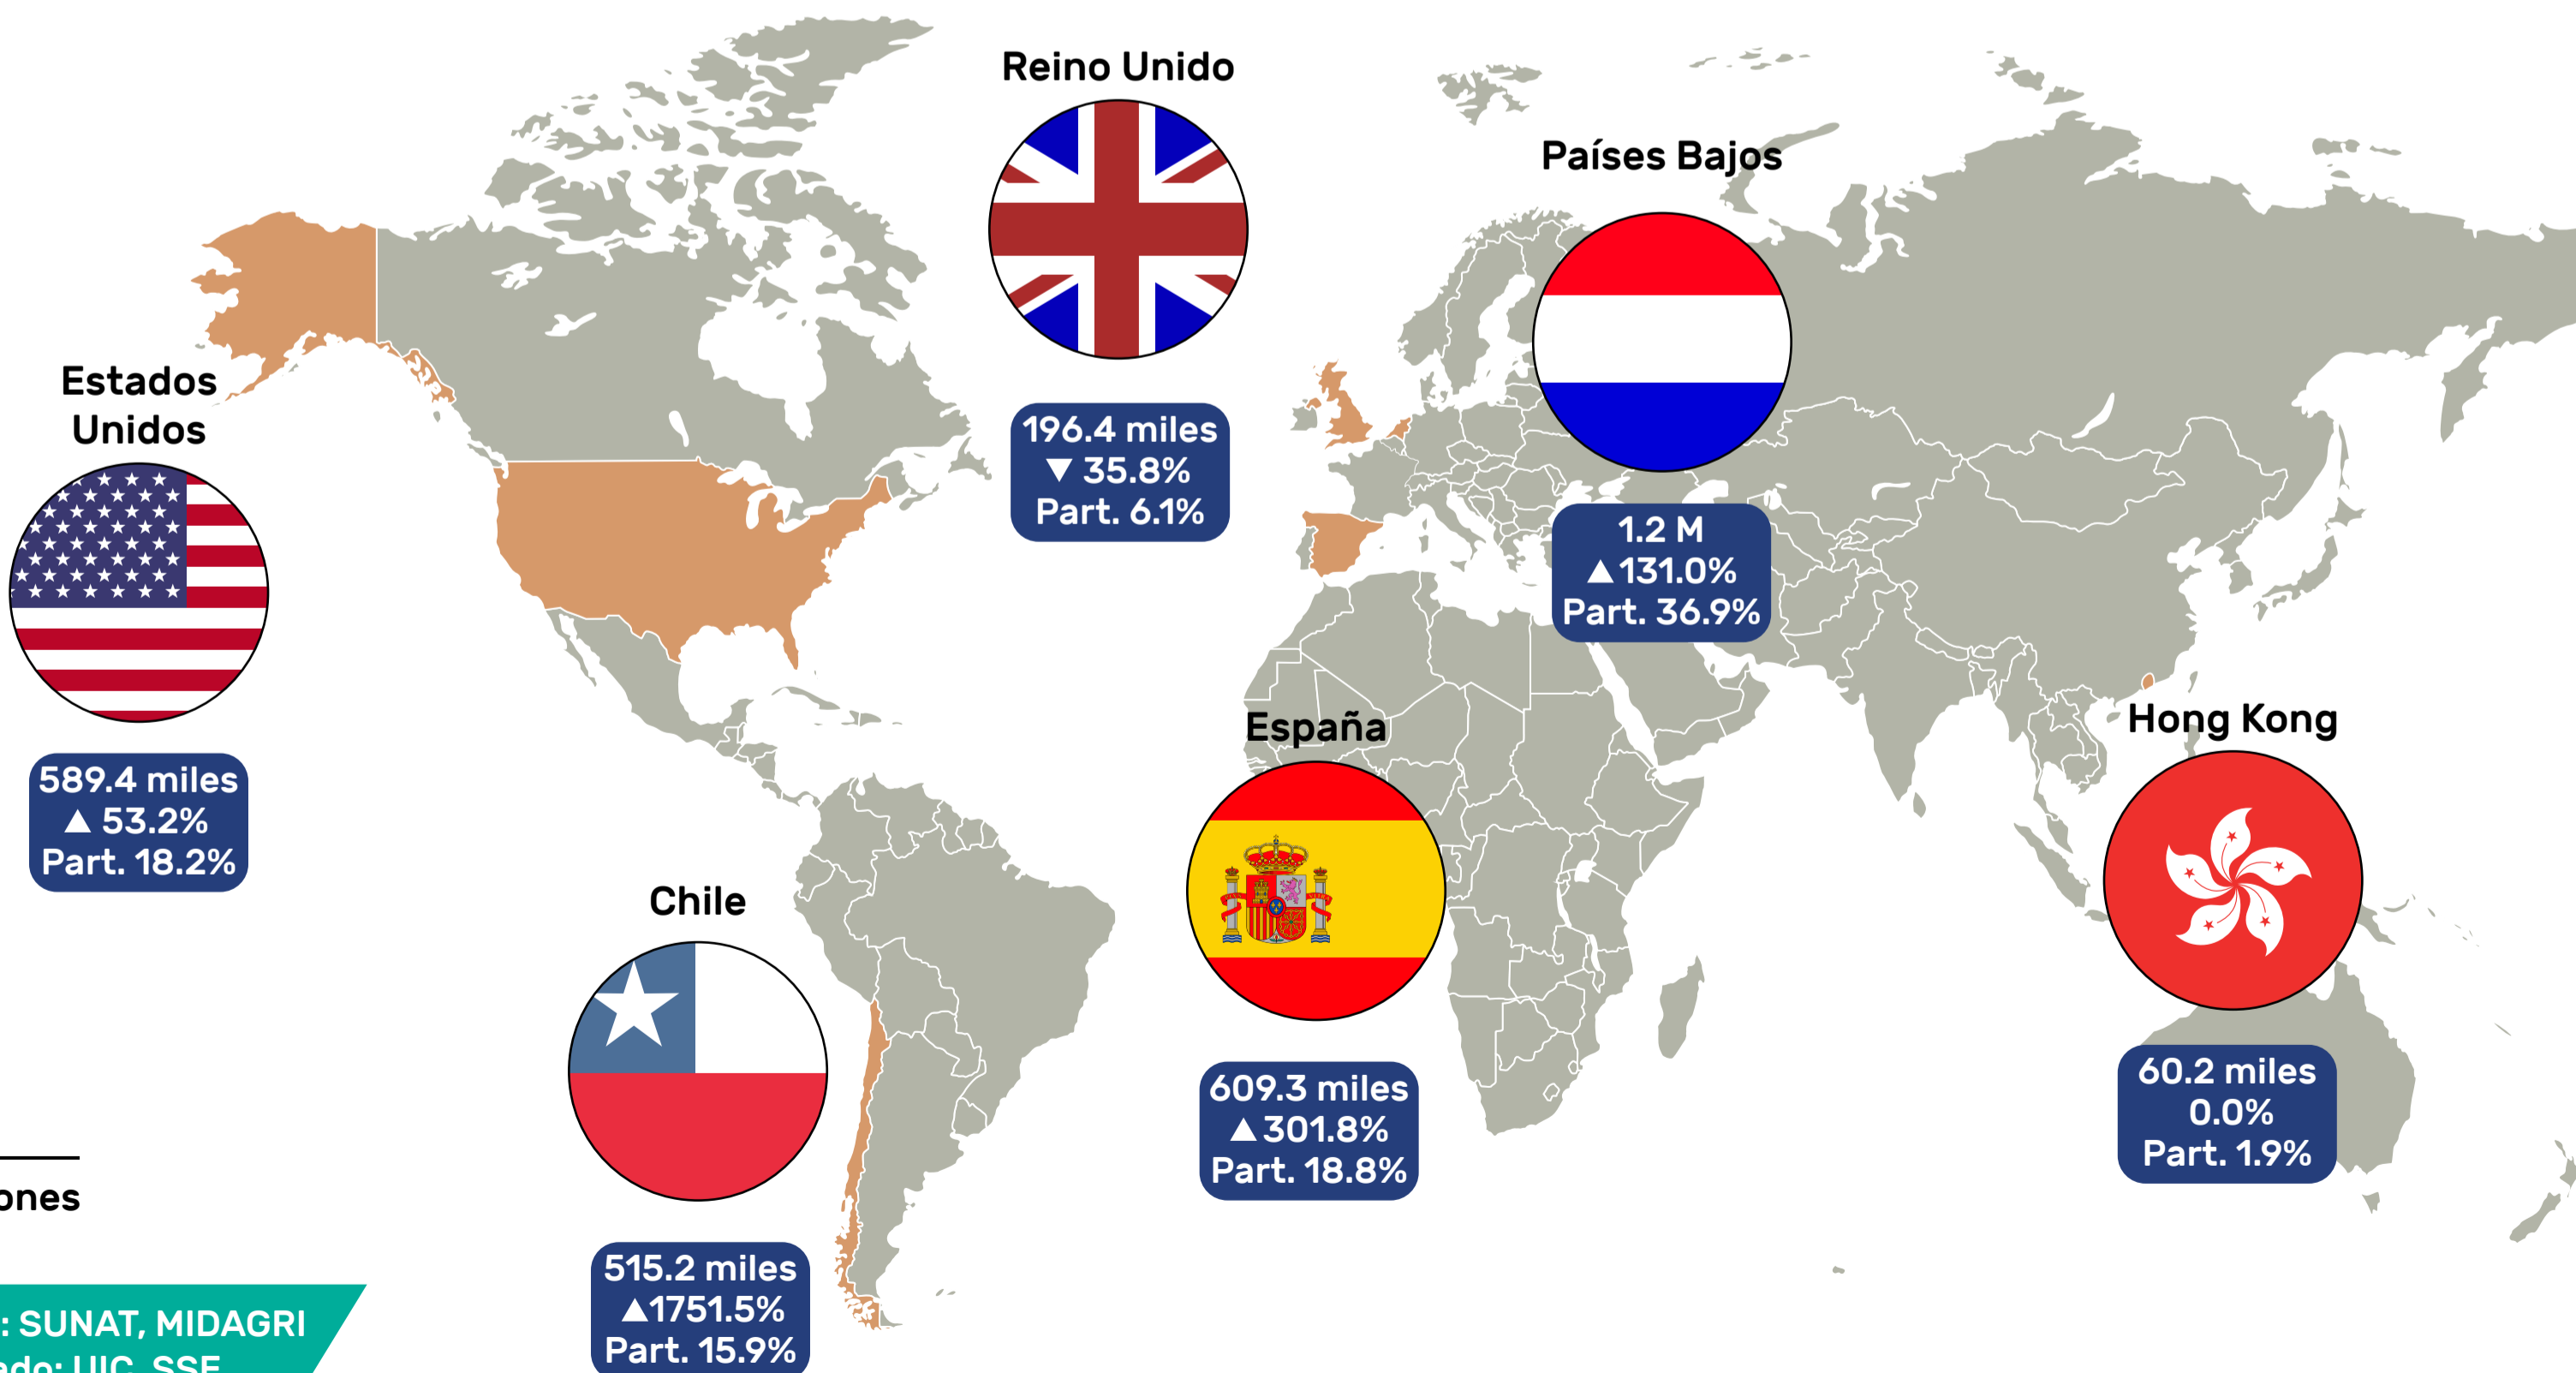 Reino Unido
196.4 miles
▼ 35.8%
Part. 6.1%
Países Bajos
1.2 M
▲131.0%
Part. 36.9%
Estados
Unidos
589.4 miles
▲ 53.2%
Part. 18.2%
España
609.3 miles
▲301.8%
Part. 18.8%
Hong Kong
60.2 miles
0.0%
Part. 1.9%
Chile
515.2 miles
▲1751.5%
Part. 15.9%
ones
: SUNAT, MIDAGRI
ado: UIC, SSE